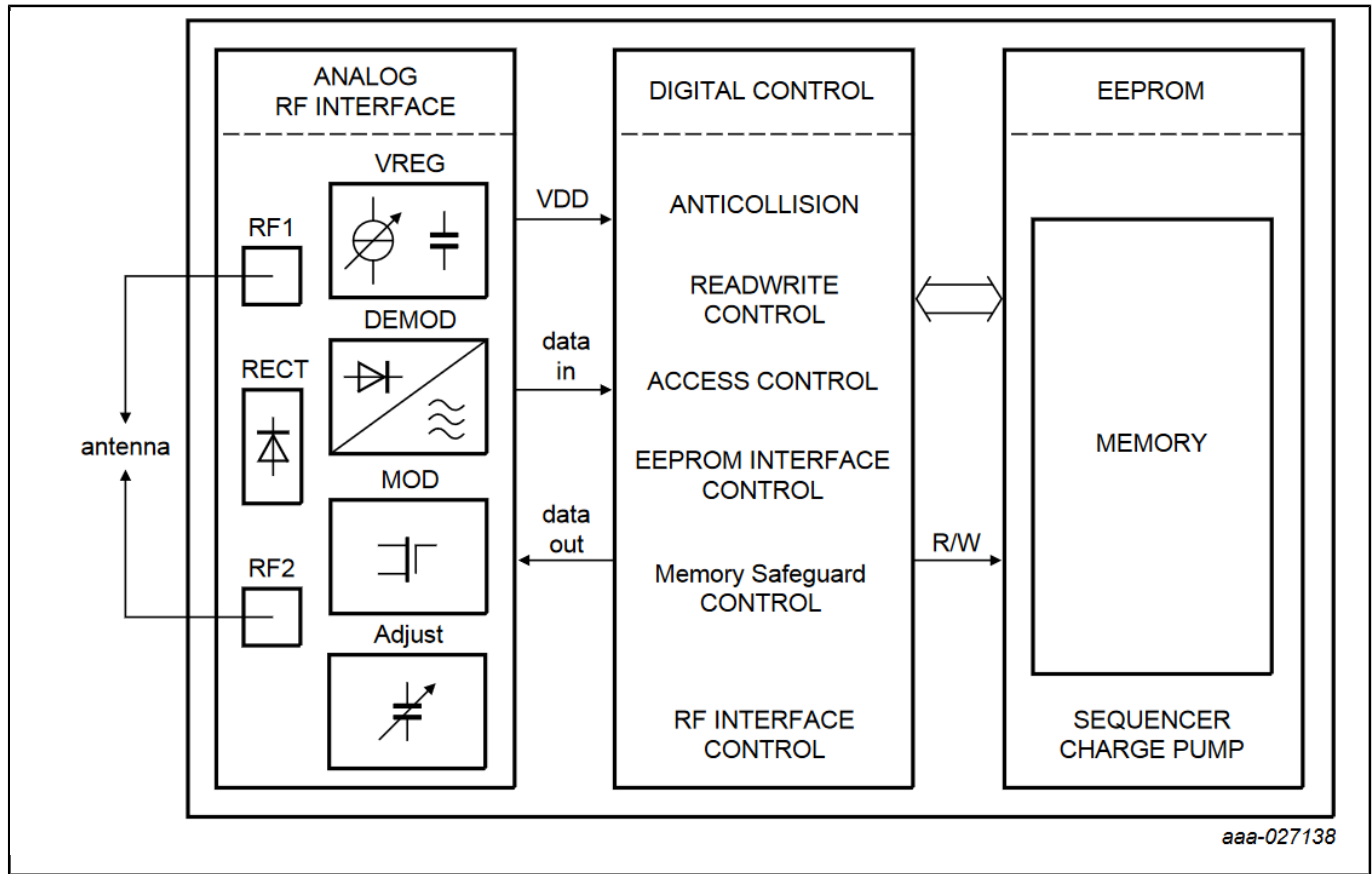 ANALOG
RF INTERFACE
VREG
RF1
DEMOD
RECT
antenna
MOD
RF2
Adjust
VDD
data
in
data
out
DIGITAL CONTROL
ANTICOLLISION
READWRITE
CONTROL
ACCESS CONTROL
EEPROM INTERFACE
CONTROL
Memory Safeguard
CONTROL
RF INTERFACE
CONTROL
R/W
EEPROM
MEMORY
SEQUENCER
CHARGE PUMP
aaa-027138